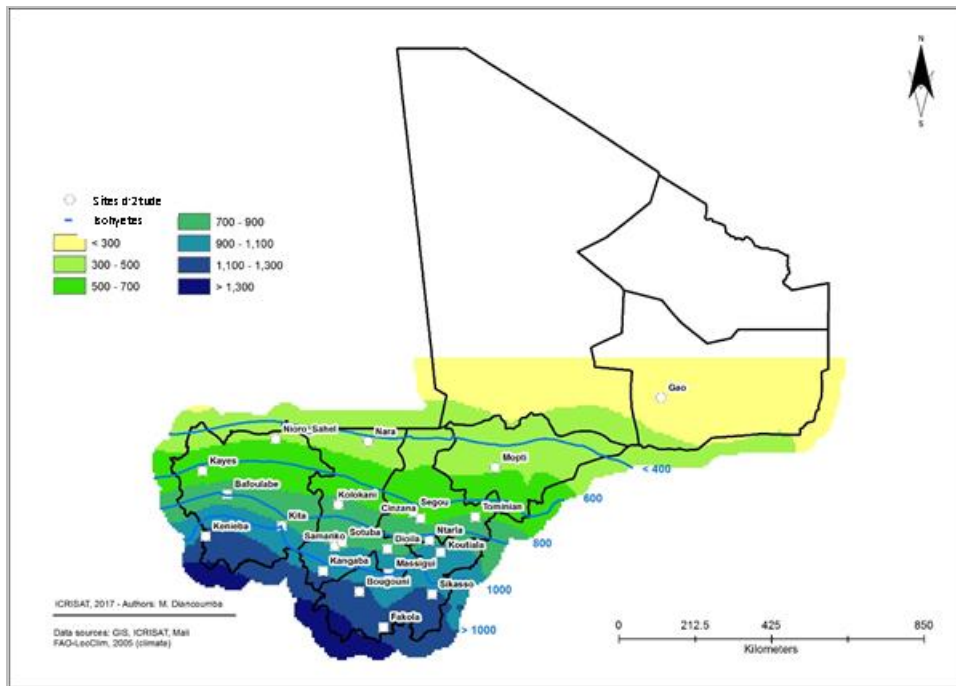 N
S
Sites d'2tude
Isohyetes
< 300
300 - 500
500 - 700
700 - 900
900 - 1,100
1,100 - 1,300
> 1,300
Gao
Nioro-Sahel
Nara
Mopti
< 400
Kayes
Bafoulabe
600
Kolokani
Segou
Cinzana
Tominian
Kita
Kenieba
Sotuba
Samanko
Ntarla
Dioila
Koutiala
800
Kangaba
Massigui
Bougouni
Sikasso
1000
Fakola
> 1000
ICRISAT, 2017 - Authors: M. Diancoumba
Data sources: GIS, ICRISAT, Mali
FAO-LocClim, 2005 (climate)
0 212.5 425 850
Kilometers